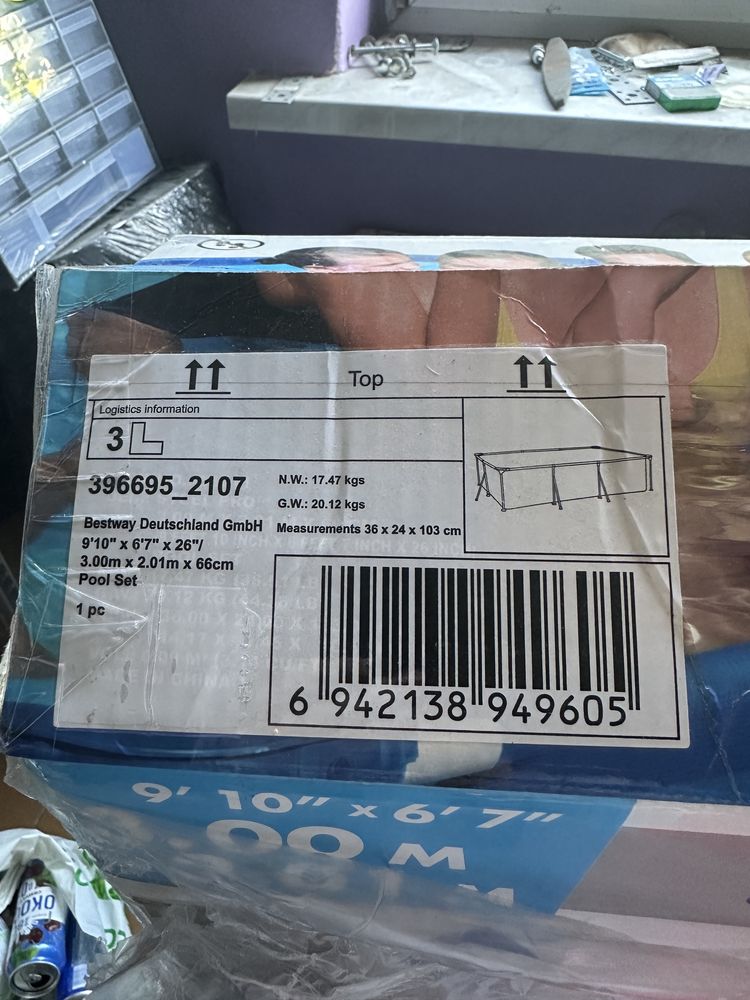 Top
Logistics information
3
396695_2107
N.W.: 17.47 kgs
G.W.: 20.12 kgs
Bestway Deutschland GmbH
Measurements 36 x 24 x 103 cm
9'10" x 6'7" x 26"/
3.00m x 2.01m x 66cm
Pool Set
1 pc
6 942138 949605
9' 10" x 6' 7"
.00 M
M